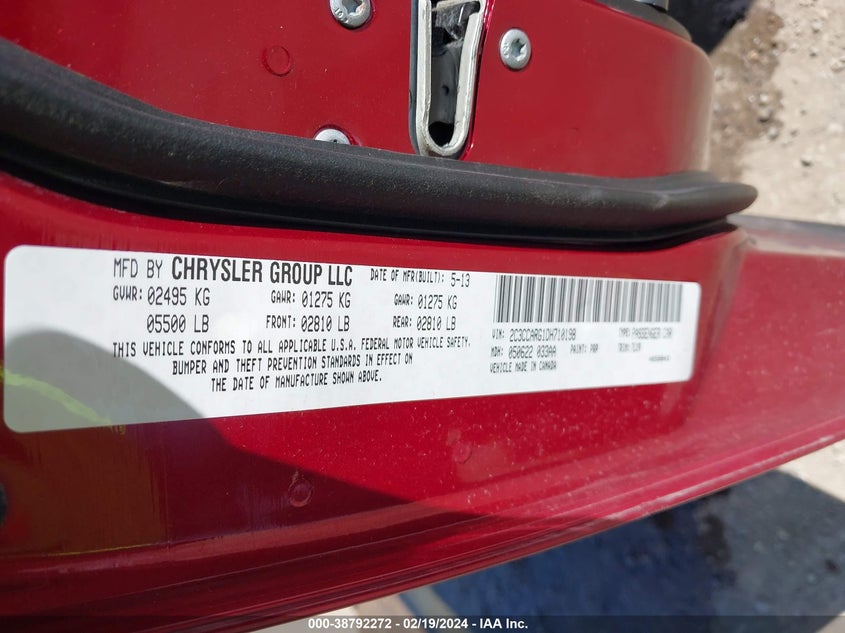 MFD BY CHRYSLER GROUP LLC DATE OF MFR(BUILT): 5-13
GVWR: 02495 KG GAWR: 01275 KG GAWR: 01275 KG
05500 LB FRONT: 02810 LB REAR: 02810 LB
THIS VEHICLE CONFORMS TO ALL APPLICABLE U.S.A. FEDERAL MOTOR VEHICLE SAFETY,
BUMPER AND THEFT PREVENTION STANDARDS IN EFFECT ON
THE DATE OF MANUFACTURE SHOWN ABOVE.
VIN: 2C3CCARG1DH710198 TYPE: PASSENGER CAR
MDH: 050622 033AA PAINT: PRP TRIM:
VEHICLE MADE IN CANADA
000-38792272 - 02/19/2024 - IAA Inc.